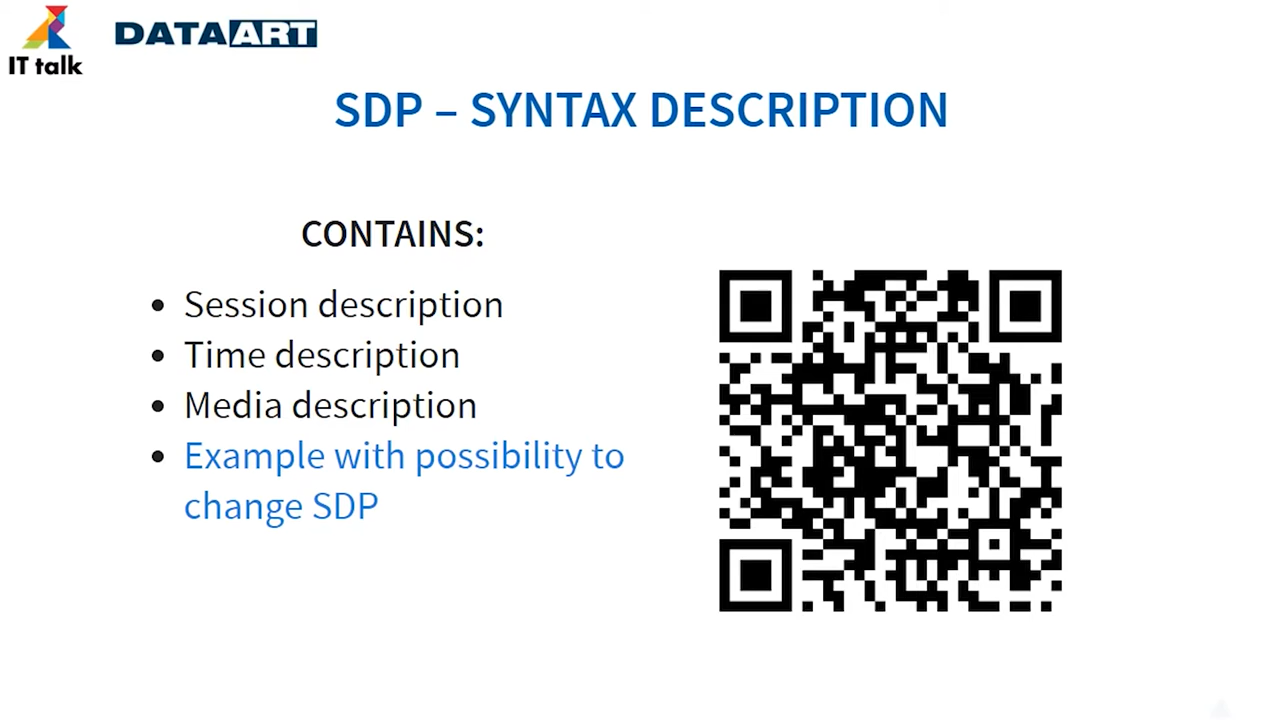 IT talk
DATAART
SDP – SYNTAX DESCRIPTION
CONTAINS:
• Session description
• Time description
• Media description
• Example with possibility to
change SDP